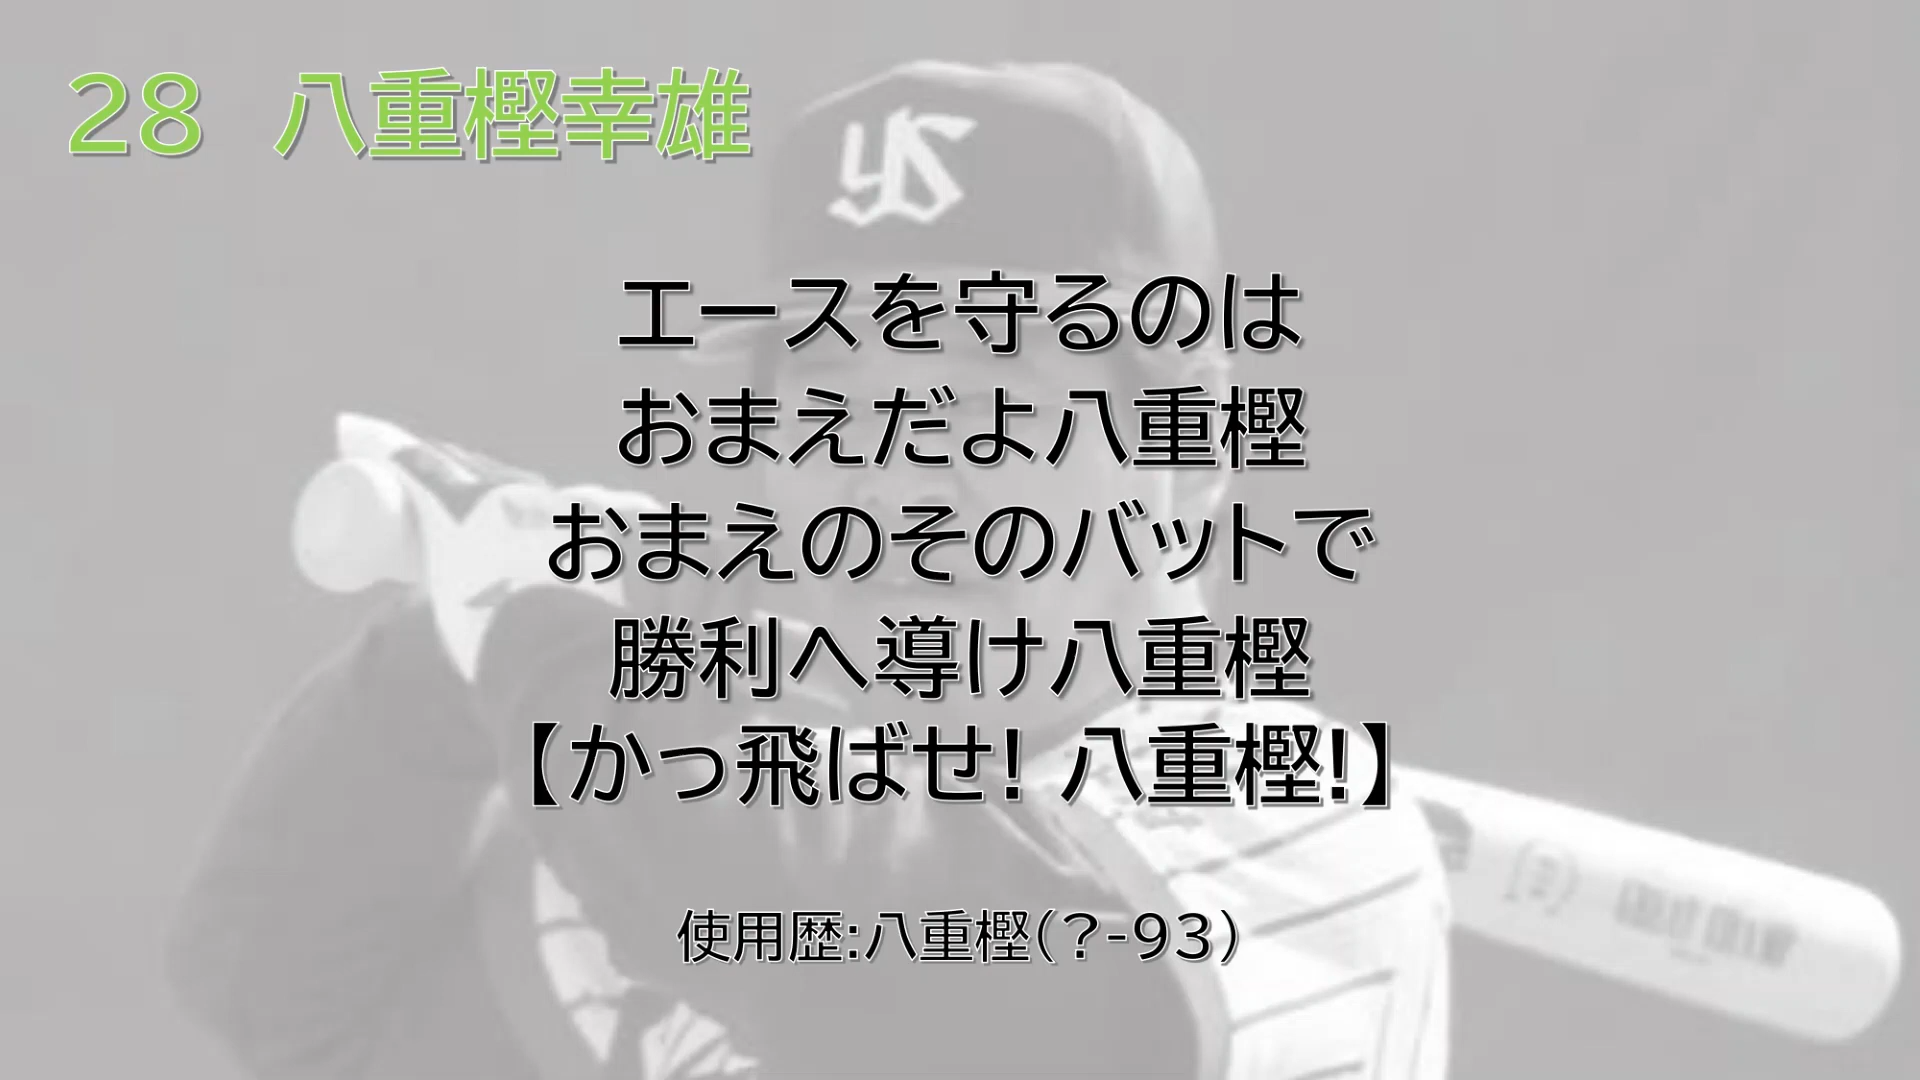 28 八重樫幸雄
YS
エースを守るのは
おまえだよ八重樫
おまえのそのバットで
勝利へ導け八重樫
【かっ飛ばせ! 八重樫!】
使用歴:八重樫(?-93)